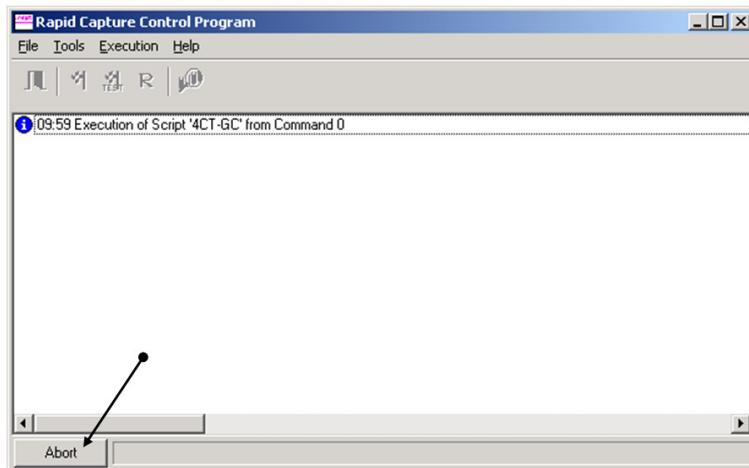 Rapid Capture Control Program
File Tools Execution Help
TEST R
09:59 Execution of Script '4CT-GC' from Command 0
Abort